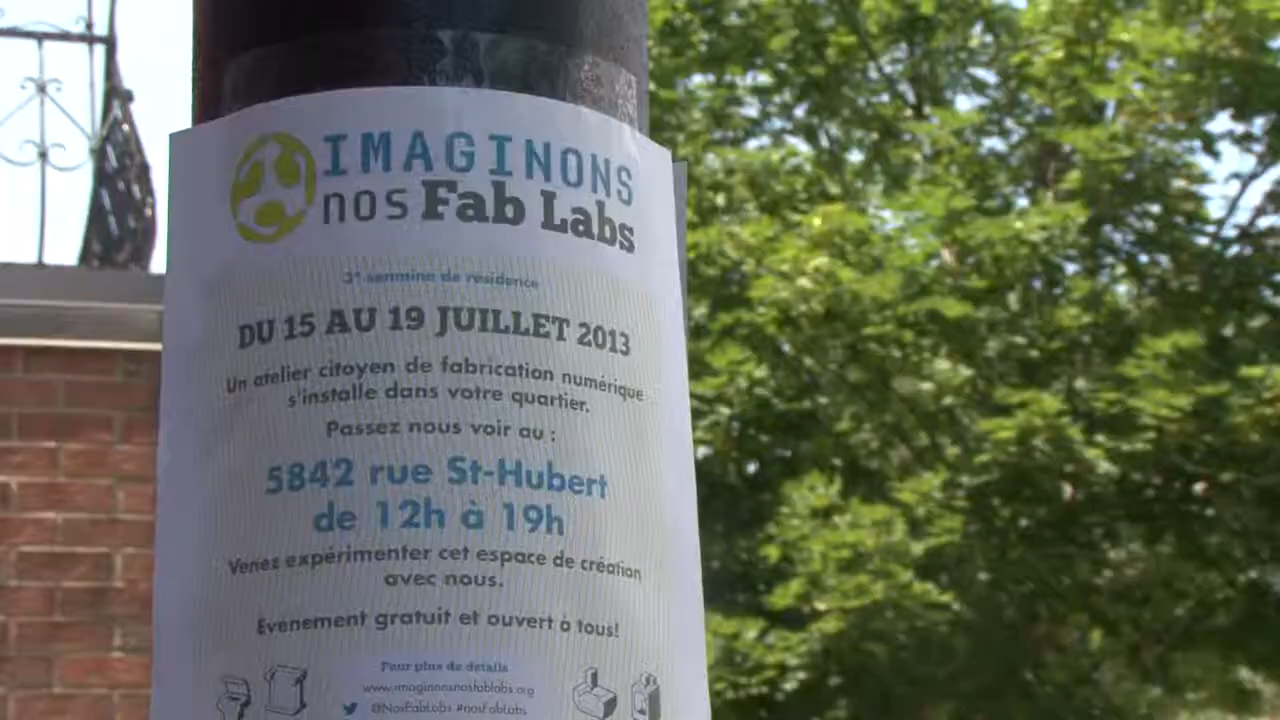 IMAGINONS
nos Fab Labs
3e semaine de résidence
DU 15 AU 19 JUILLET 2013
Un atelier citoyen de fabrication numérique
s'installe dans votre quartier.
Passez nous voir au :
5842 rue St-Hubert
de 12h à 19h
Venez expérimenter cet espace de création
avec nous.
Évènement gratuit et ouvert à tous!
Pour plus de détails
www.imaginonsnosfablabs.org
@NosFabLabs #nosFabLabs